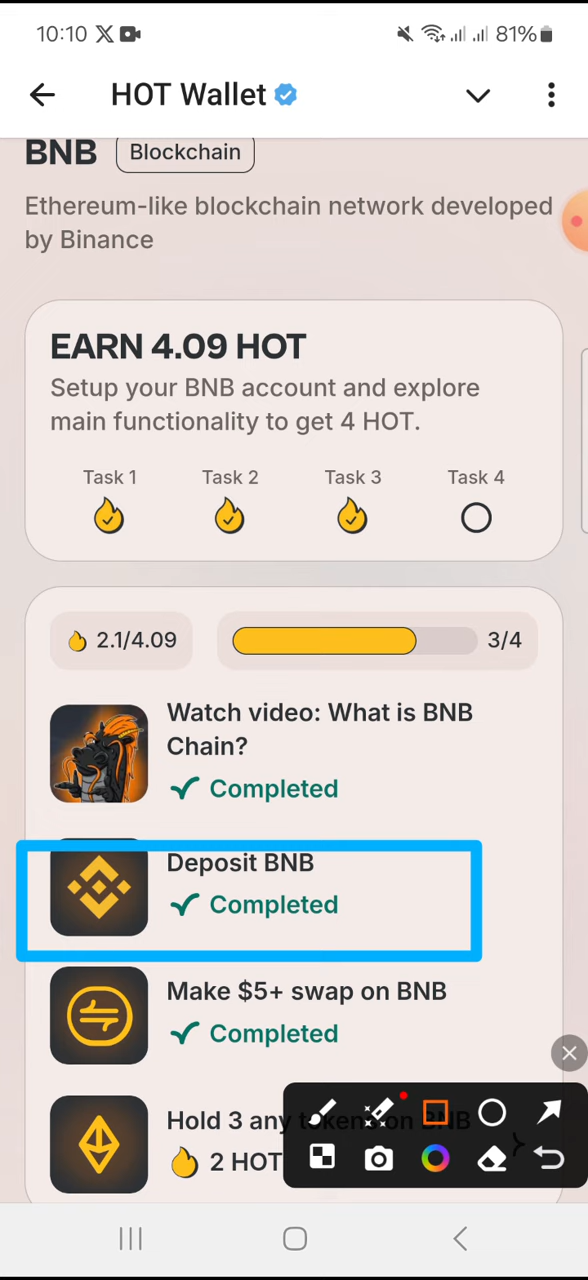 10:10 81%
HOT Wallet
BNB Blockchain
Ethereum-like blockchain network developed
by Binance
EARN 4.09 HOT
Setup your BNB account and explore
main functionality to get 4 HOT.
Task 1 Task 2 Task 3 Task 4
2.1/4.09 3/4
Watch video: What is BNB
Chain?
Completed
Deposit BNB
Completed
Make $5+ swap on BNB
Completed
Hold 3 any tokens on BNB
2 HOT